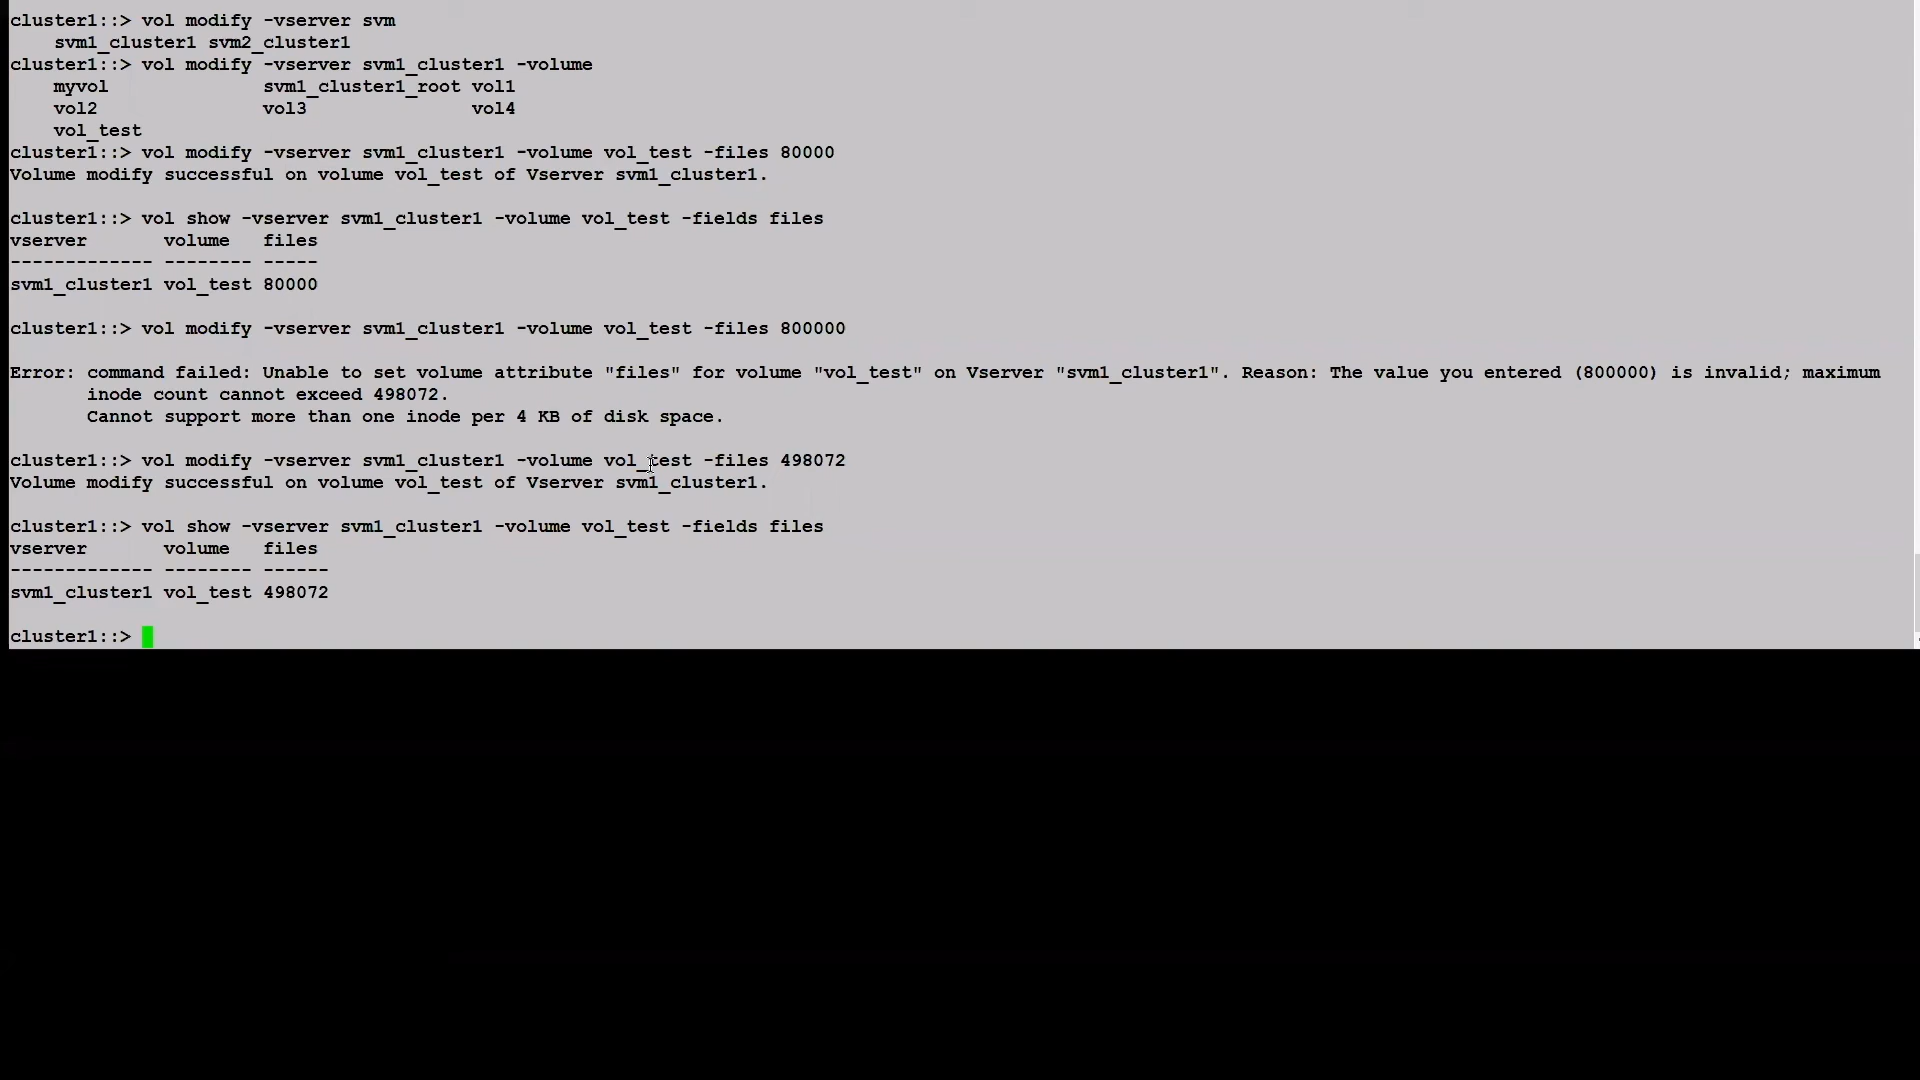 cluster1::> vol modify -vserver svm
svm1_cluster1 svm2_cluster1
cluster1::> vol modify -vserver svm1_cluster1 -volume
myvol svm1_cluster1_root vol1
vol2 vol3 vol4
vol_test
cluster1::> vol modify -vserver svm1_cluster1 -volume vol_test -files 80000
Volume modify successful on volume vol_test of Vserver svm1_cluster1.
cluster1::> vol show -vserver svm1_cluster1 -volume vol_test -fields files
vserver volume files
------------- -------- -----
svm1_cluster1 vol_test 80000
cluster1::> vol modify -vserver svm1_cluster1 -volume vol_test -files 800000
Error: command failed: Unable to set volume attribute "files" for volume "vol_test" on Vserver "svm1_cluster1". Reason: The value you entered (800000) is invalid; maximum
inode count cannot exceed 498072.
Cannot support more than one inode per 4 KB of disk space.
cluster1::> vol modify -vserver svm1_cluster1 -volume vol_test -files 498072
Volume modify successful on volume vol_test of Vserver svm1_cluster1.
cluster1::> vol show -vserver svm1_cluster1 -volume vol_test -fields files
vserver volume files
------------- -------- ------
svm1_cluster1 vol_test 498072
cluster1::>